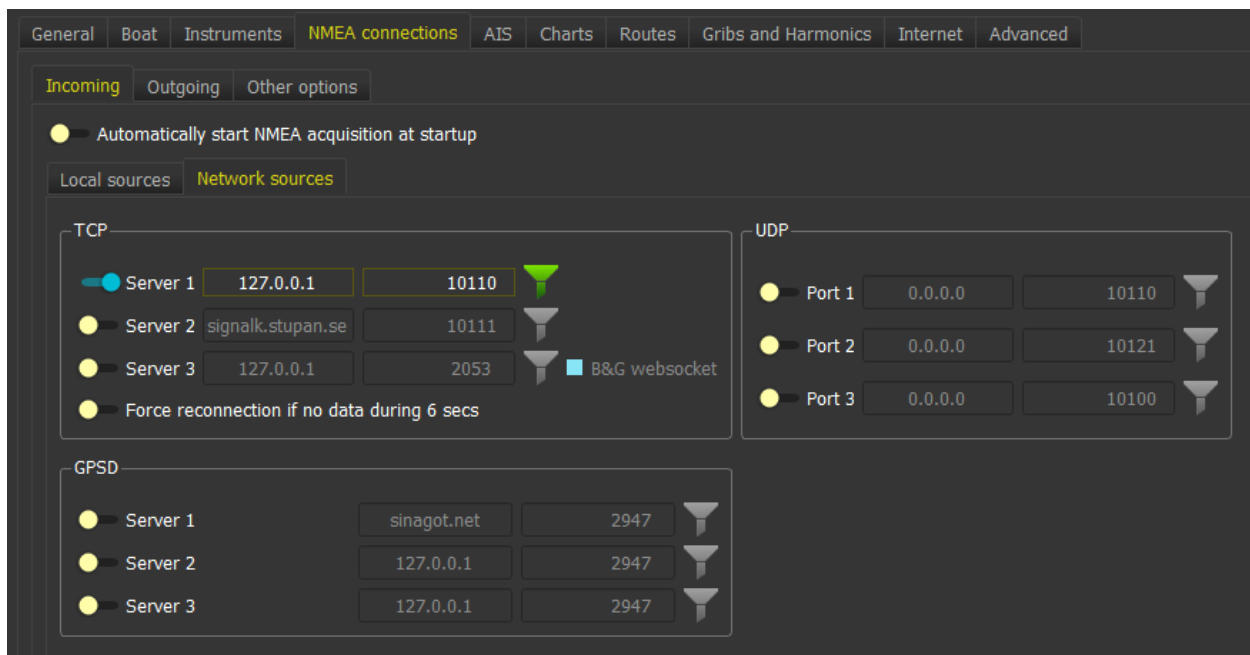 General Boat Instruments NMEA connections AIS Charts Routes Gribs and Harmonics Internet Advanced
Incoming Outgoing Other options
Automatically start NMEA acquisition at startup
Local sources Network sources
TCP
Server 1 127.0.0.1 10110
Server 2 signalk.stupan.se 10111
Server 3 127.0.0.1 2053 B&G websocket
Force reconnection if no data during 6 secs
UDP
Port 1 0.0.0.0 10110
Port 2 0.0.0.0 10121
Port 3 0.0.0.0 10100
GPSD
Server 1 sinagot.net 2947
Server 2 127.0.0.1 2947
Server 3 127.0.0.1 2947